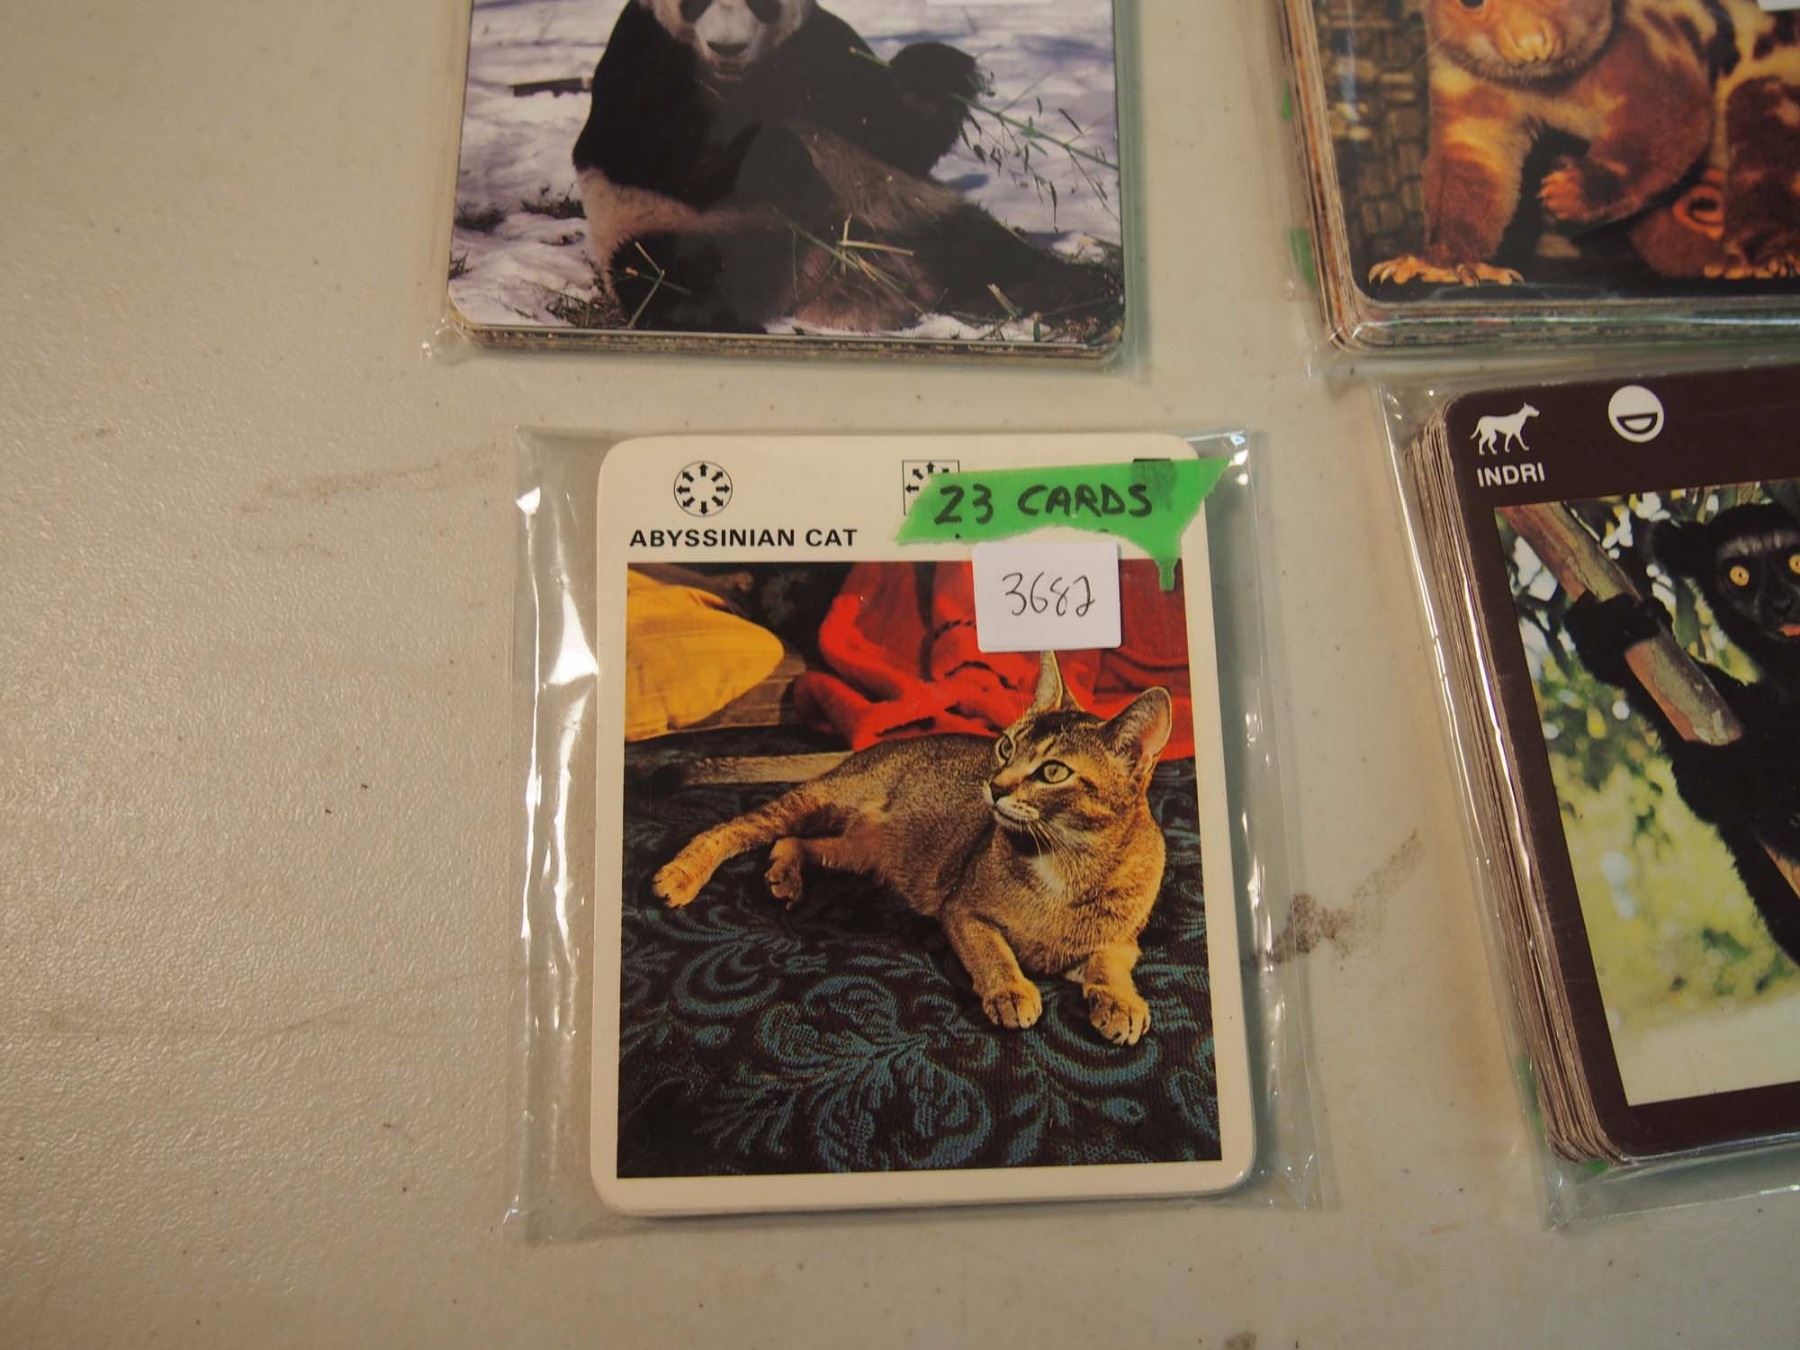 23 CARDS
ABYSSINIAN CAT
3682
INDRI